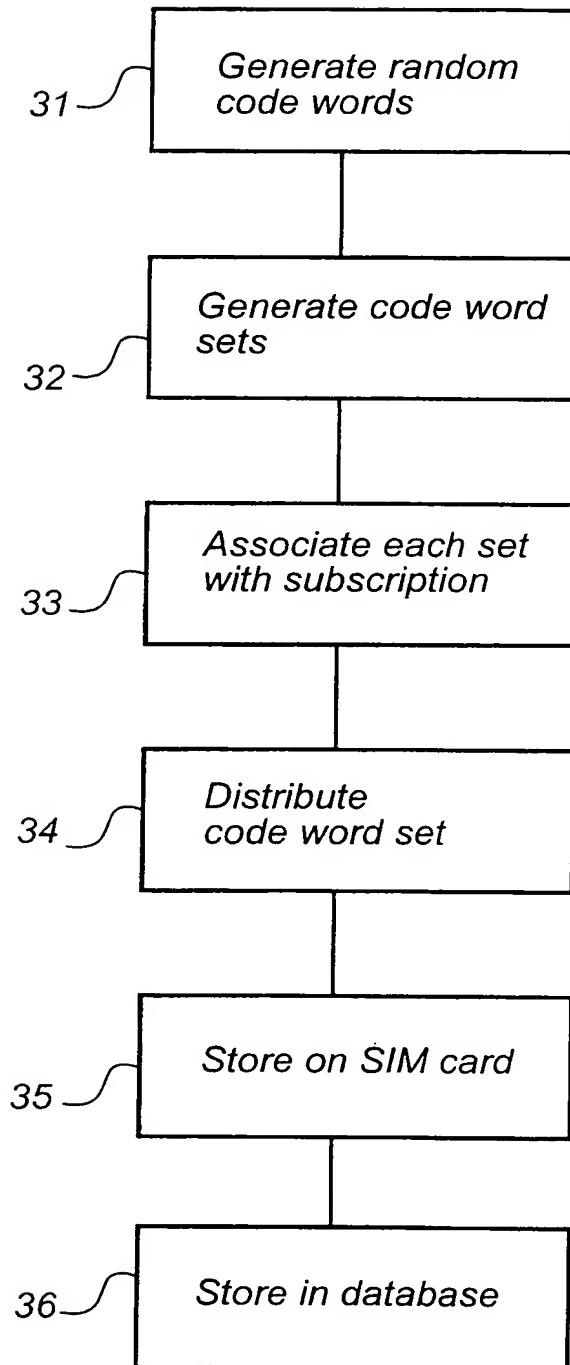 31
Generate random
code words
32
Generate code word
sets
33
Associate each set
with subscription
34
Distribute
code word set
35
Store on SIM card
36
Store in database